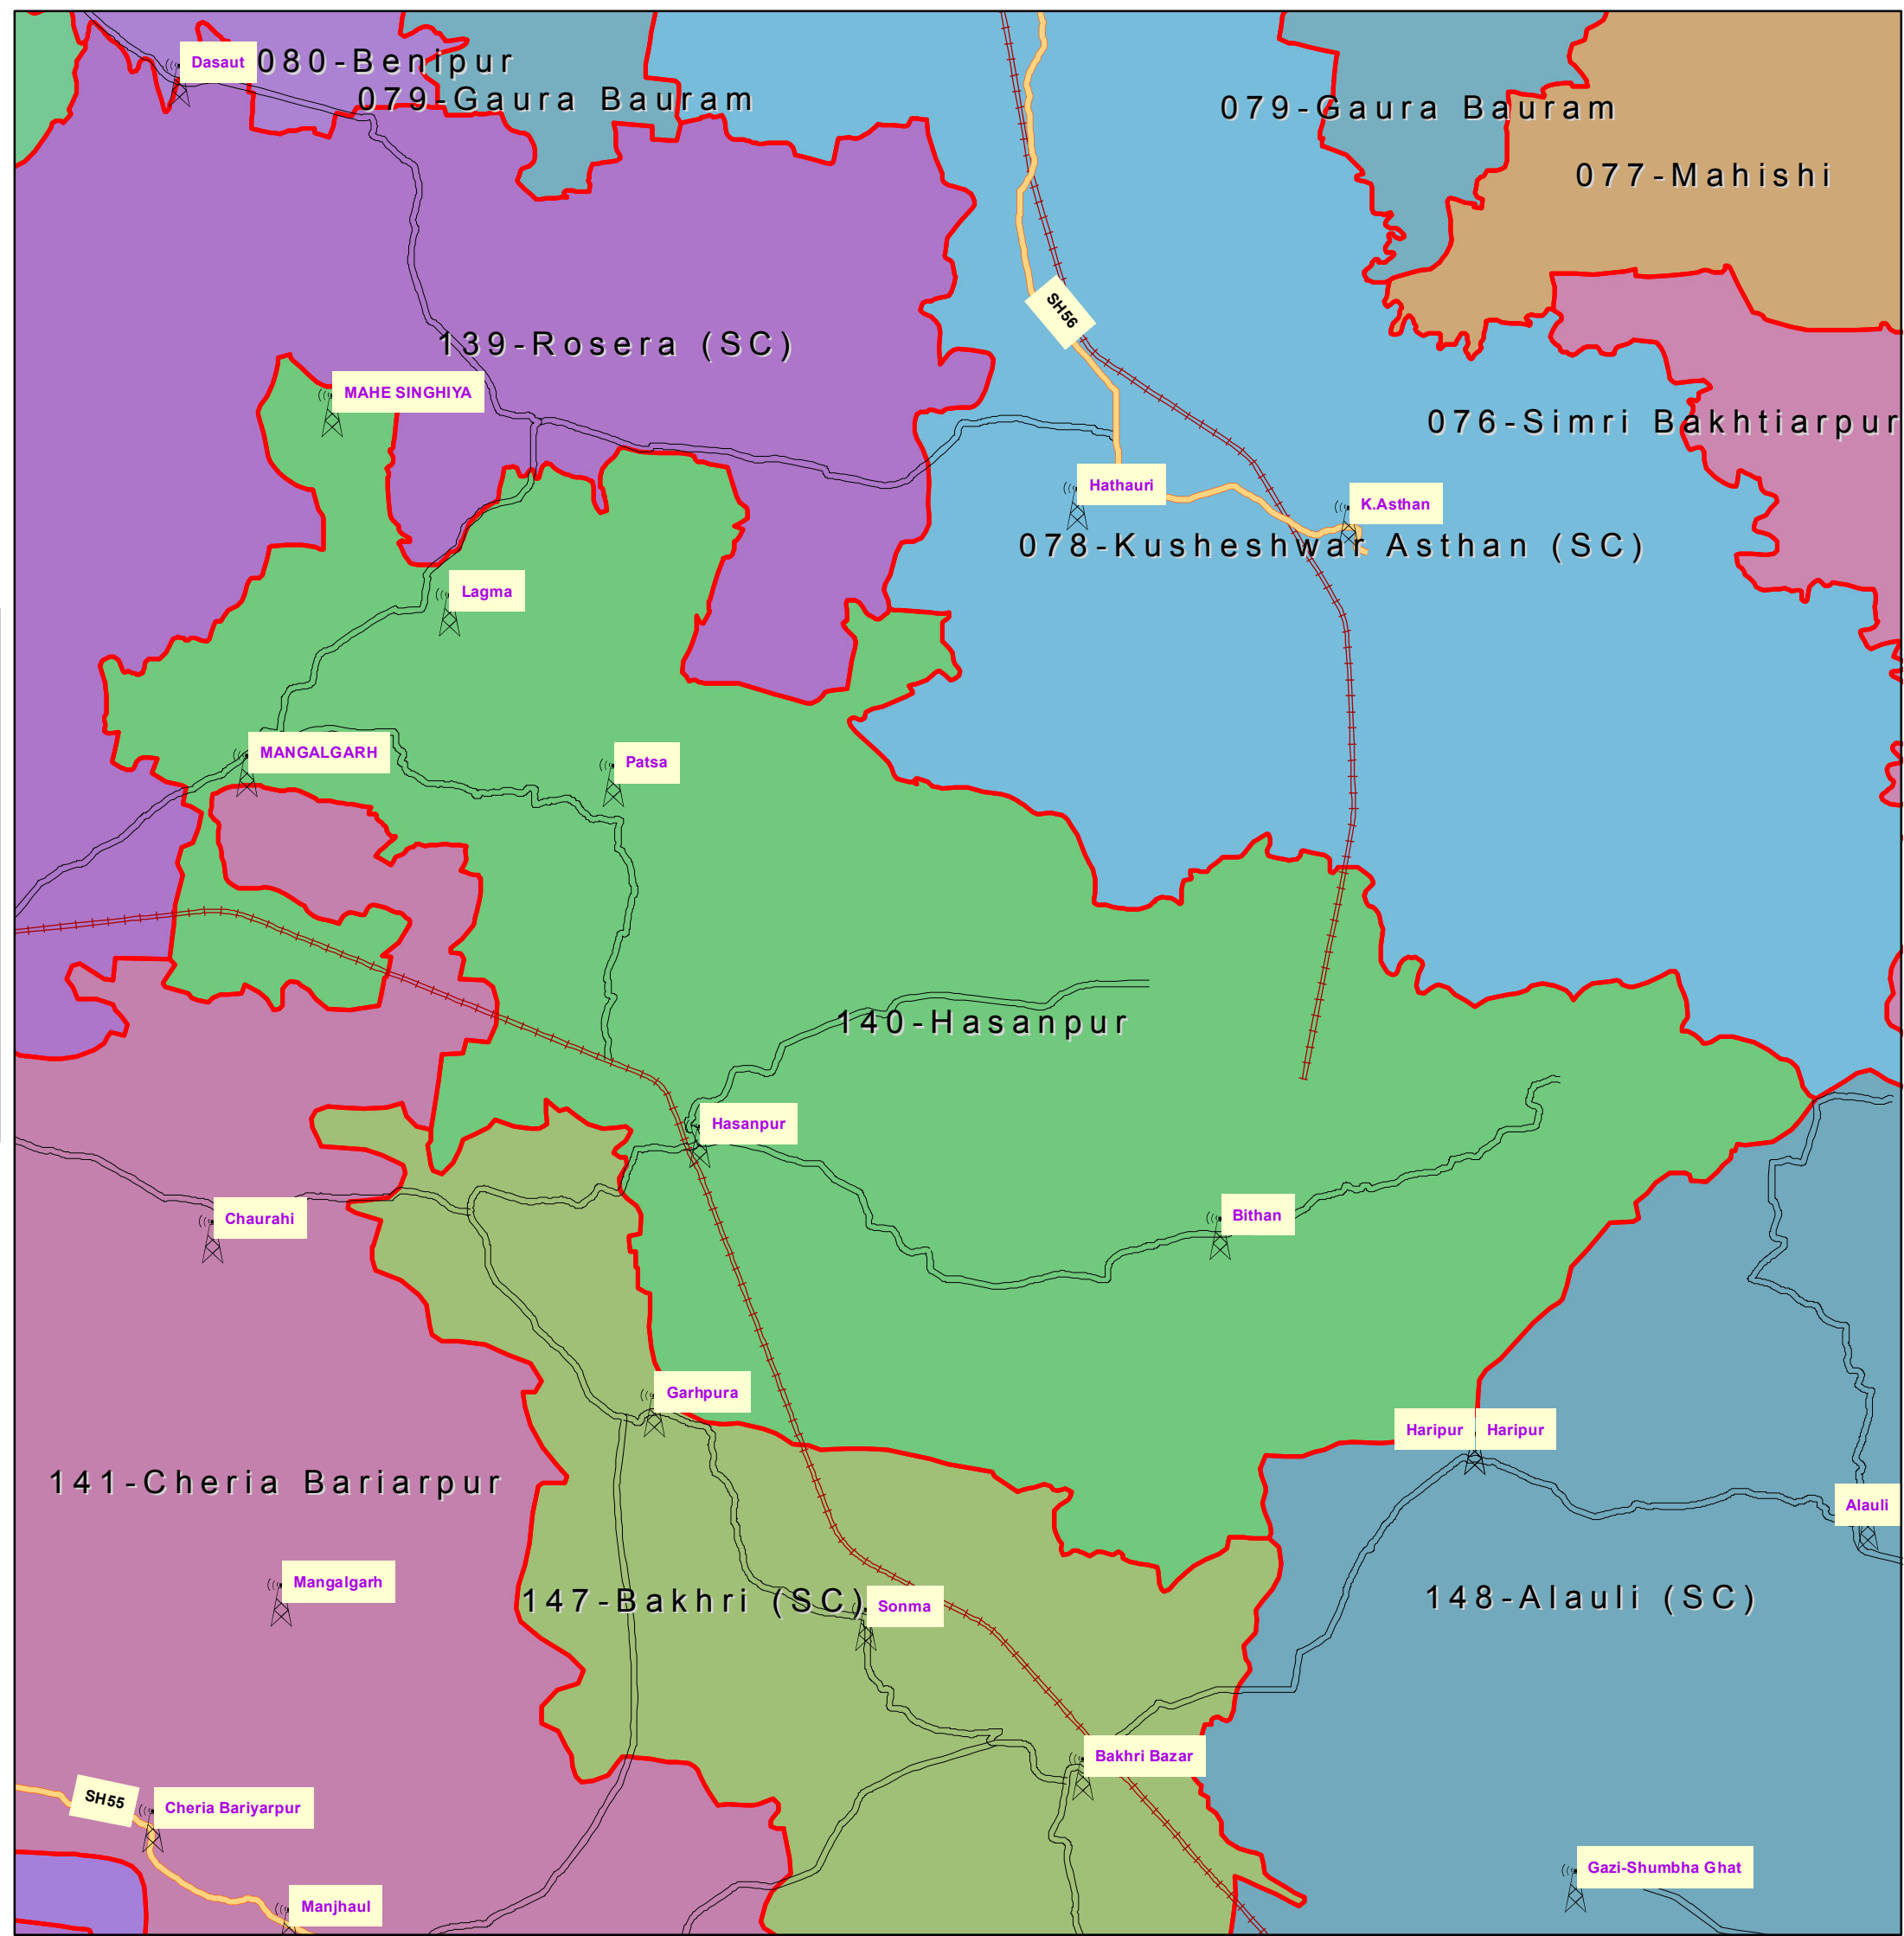 Dasaut
080-Benipur
079-Gaura Bauram
079-Gaura Bauram
077-Mahishi
SH56
139-Rosera (SC)
MAHE SINGHIYA
076-Simri Bakhtiarpur
Hathauri
K.Asthan
078-Kusheshwar Asthan (SC)
Lagma
MANGALGARH
Patsa
140-Hasanpur
Hasanpur
Chaurahi
Bithan
Garhpura
Haripur
Haripur
141-Cheria Bariarpur
Alauli
Mangalgarh
147-Bakhri (SC)
Sonma
148-Alauli (SC)
Bakhri Bazar
SH55
Cheria Bariyarpur
Gazi-Shumbha Ghat
Manjhaul